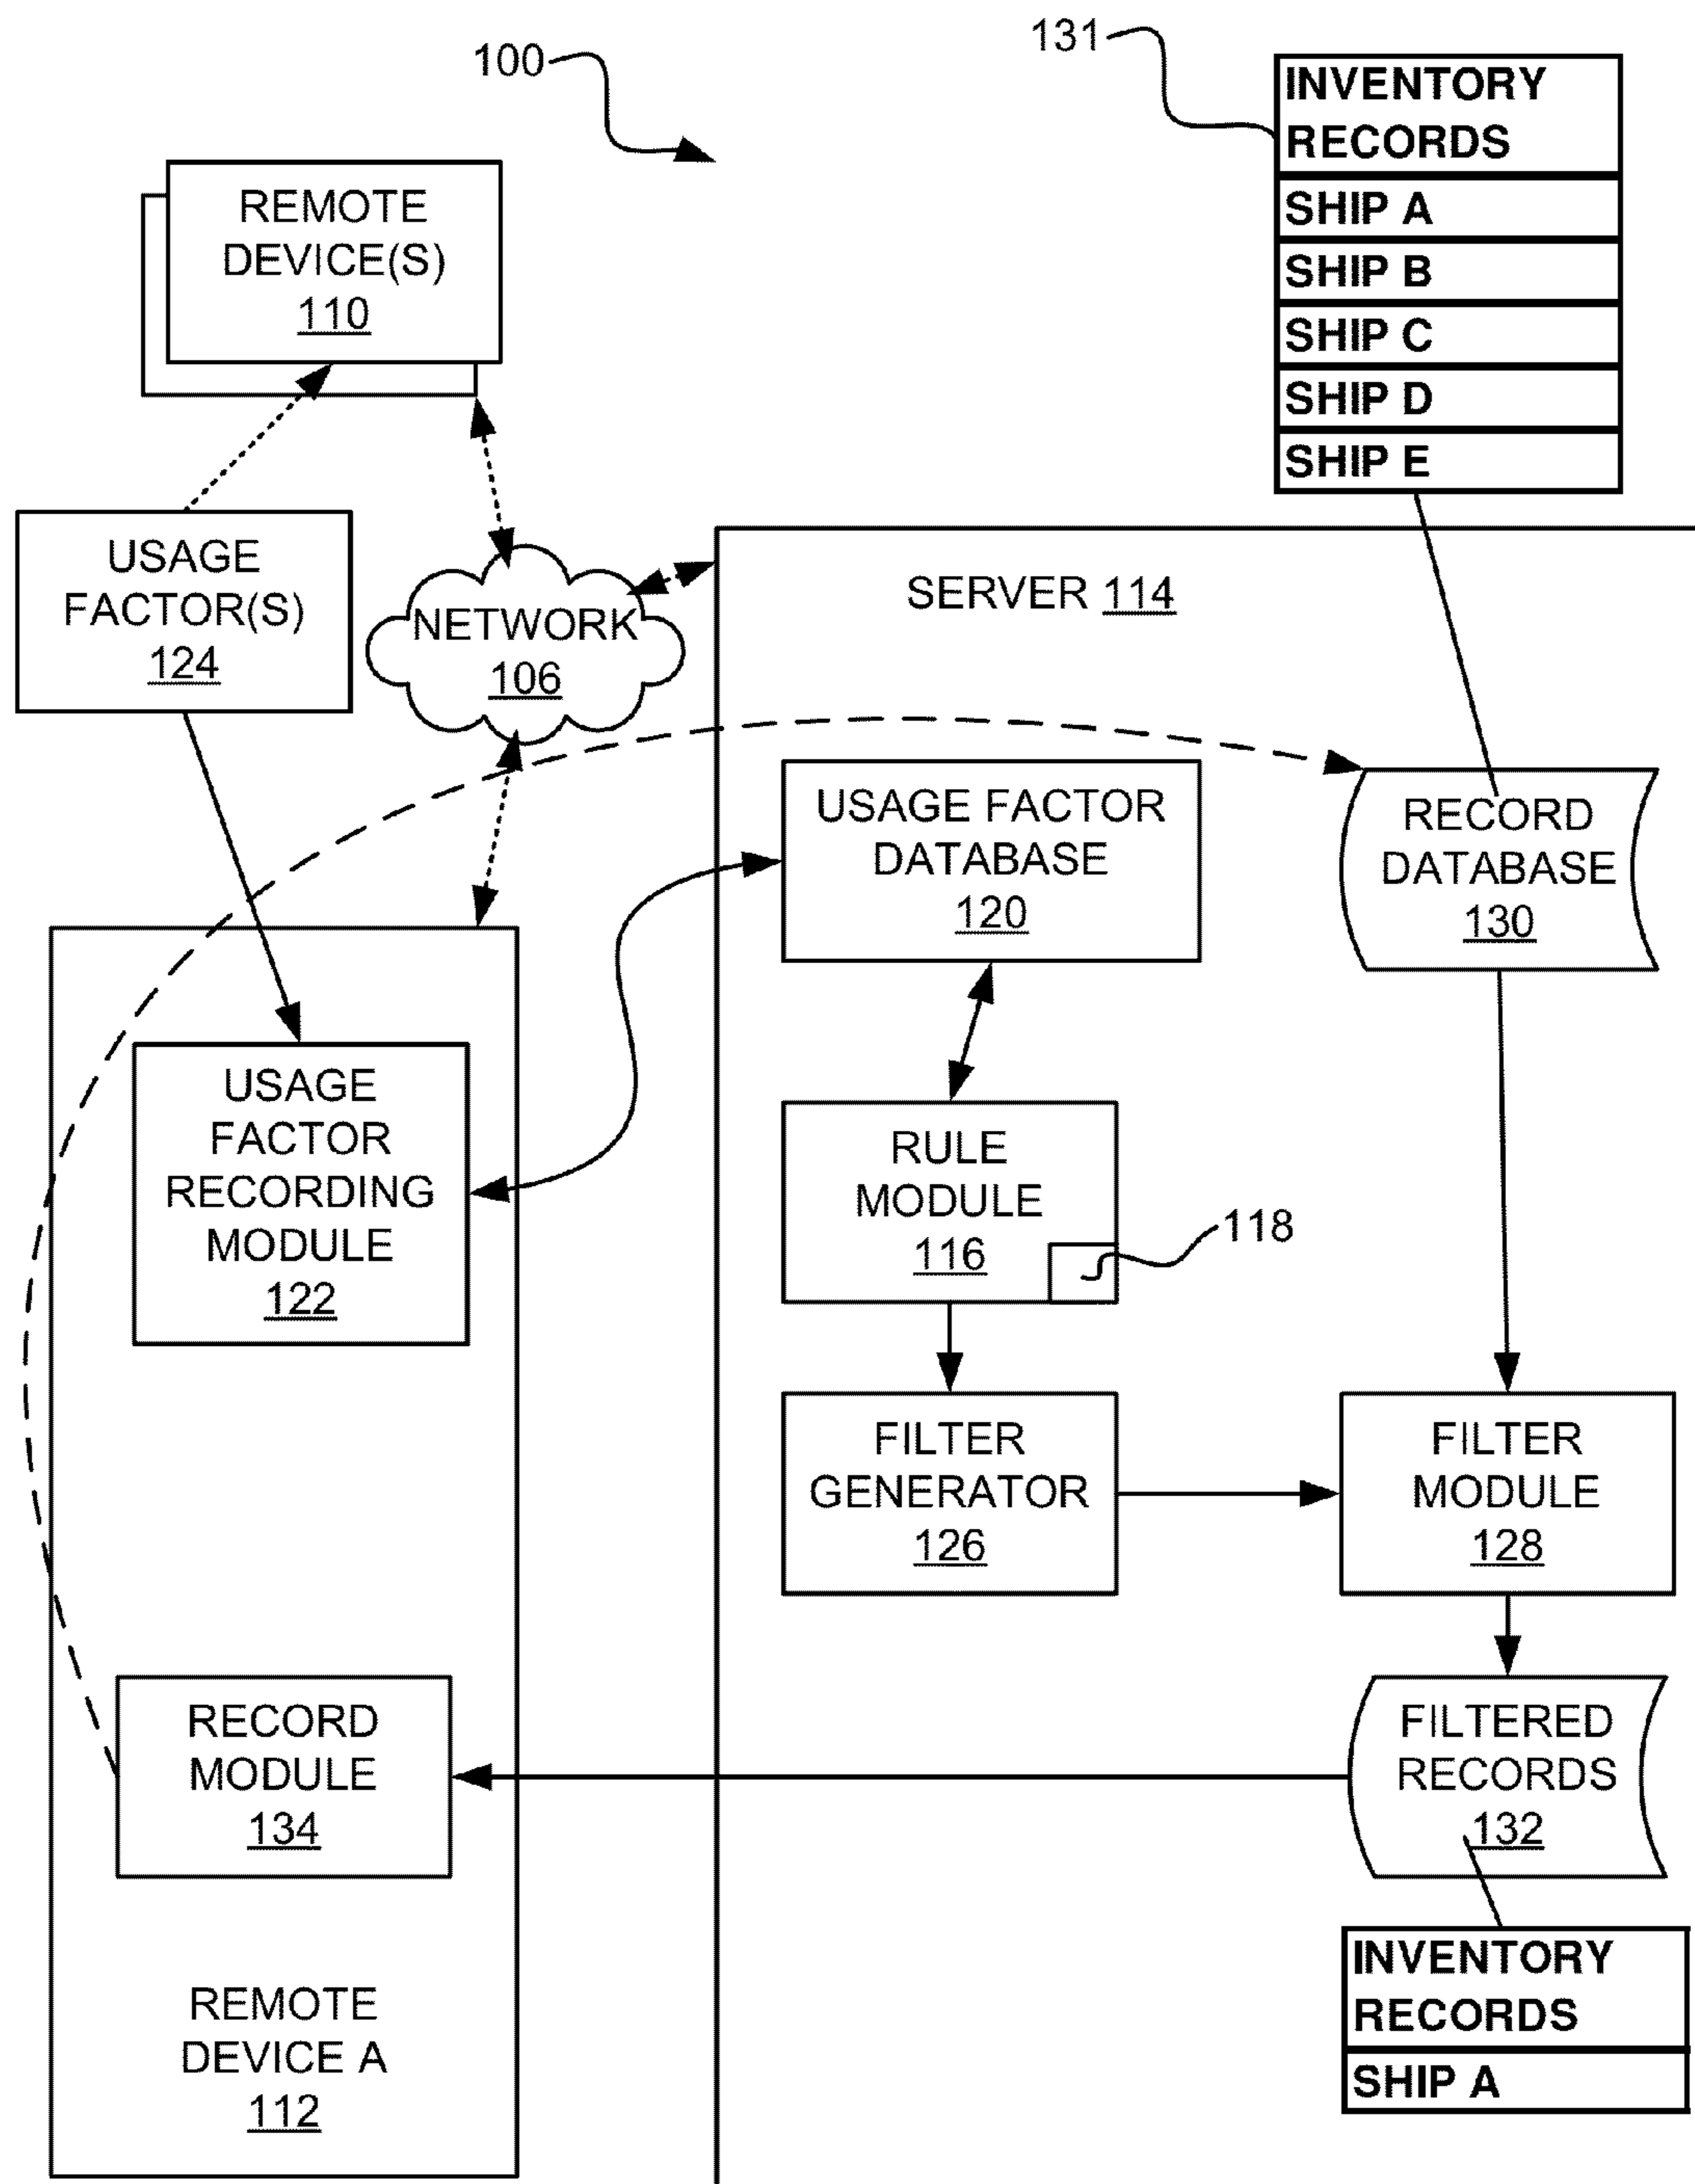 100
131
INVENTORY
RECORDS
SHIP A
SHIP B
SHIP C
SHIP D
SHIP E
REMOTE
DEVICE(S)
110
USAGE
FACTOR(S)
124
NETWORK
106
SERVER 114
USAGE FACTOR
DATABASE
120
RECORD
DATABASE
130
USAGE
FACTOR
RECORDING
MODULE
122
RULE
MODULE
116
118
FILTER
GENERATOR
126
FILTER
MODULE
128
RECORD
MODULE
134
FILTERED
RECORDS
132
INVENTORY
RECORDS
SHIP A
REMOTE
DEVICE A
112